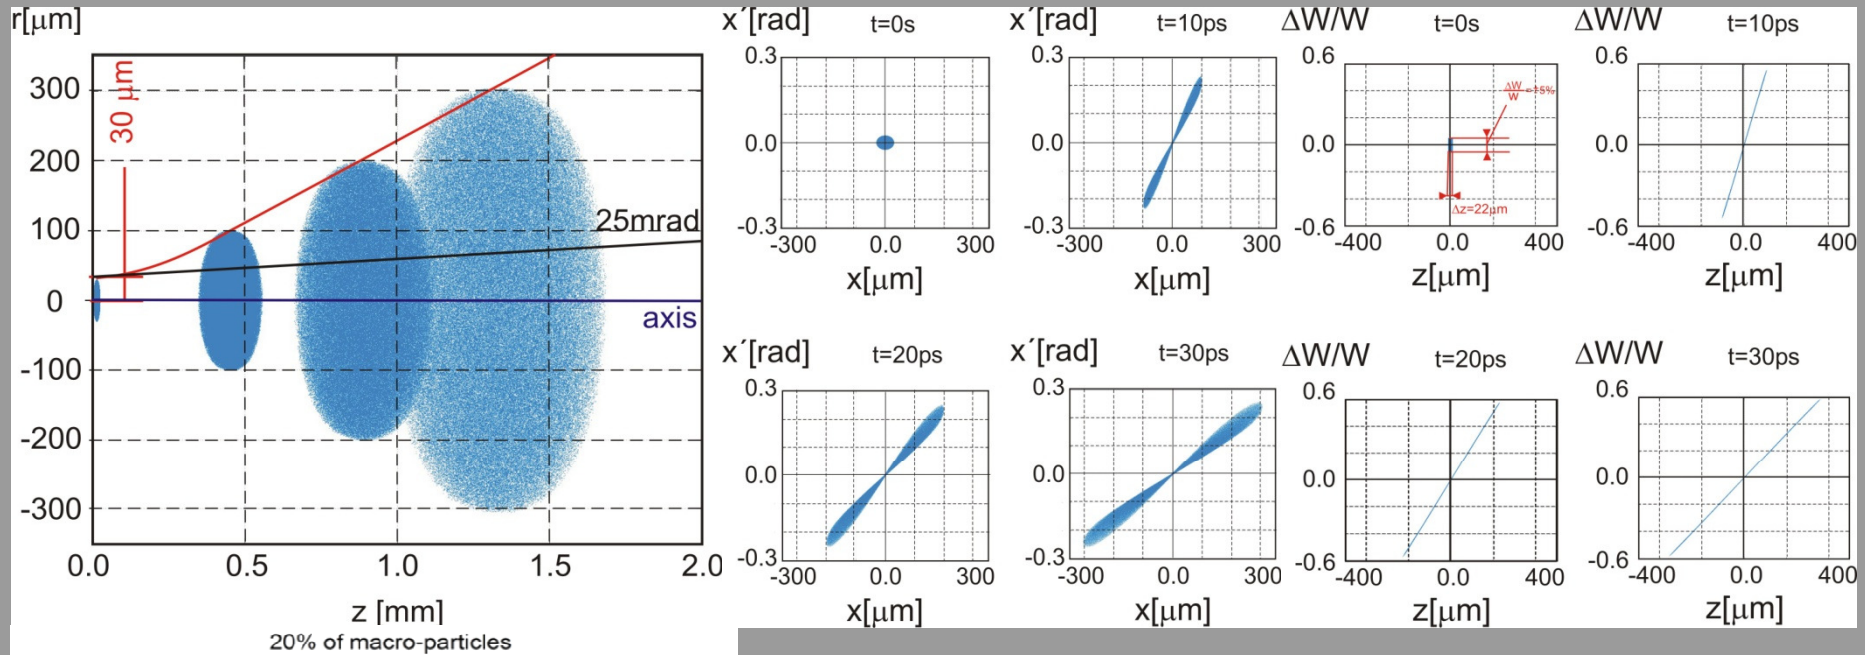 r[μm]
300
200
100
0
-100
-200
-300
30 μm
25mrad
axis
0.0 0.5 1.0 1.5 2.0
z [mm]
20% of macro-particles
x´[rad] t=0s
0.3
0.0
-0.3
-300 0.0 300
x[μm]
x´[rad] t=10ps
0.3
0.0
-0.3
-300 0.0 300
x[μm]
ΔW/W t=0s
0.6
0.0
-0.6
ΔW/W =±5%
Δz=22μm
-400 0.0 400
z[μm]
ΔW/W t=10ps
0.6
0.0
-0.6
-400 0.0 400
z[μm]
x´[rad] t=20ps
0.3
0.0
-0.3
-300 0.0 300
x[μm]
x´[rad] t=30ps
0.3
0.0
-0.3
-300 0.0 300
x[μm]
ΔW/W t=20ps
0.6
0.0
-0.6
-400 0.0 400
z[μm]
ΔW/W t=30ps
0.6
0.0
-0.6
-400 0.0 400
z[μm]